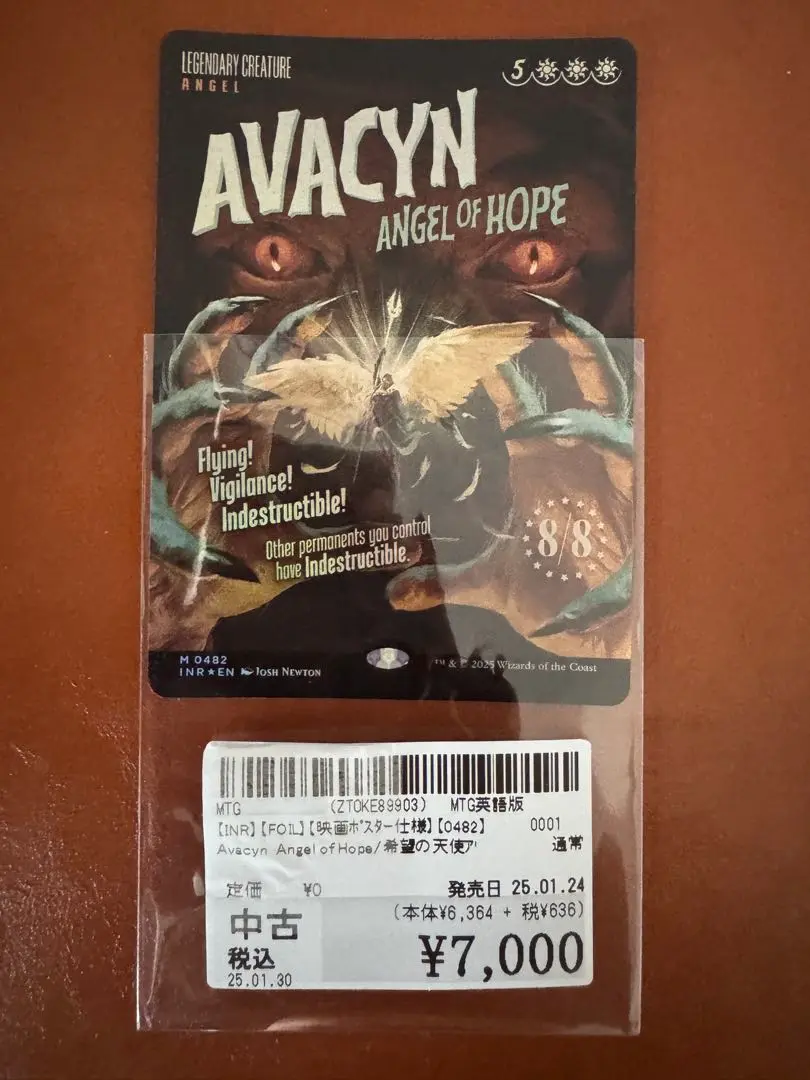 LEGENDARY CREATURE
ANGEL
5
AVACYN
ANGEL OF HOPE
Flying!
Vigilance!
Indestructible!
Other permanents you control
have Indestructible.
8/8
M 0482
INR★EN JOSH NEWTON
™ & © 2025 Wizards of the Coast
MTG (ZTOKE89903) MTG英語版
【INR】【FOIL】【映画ポスター仕様】【0482】 0001
Avacyn Angel of Hope/希望の天使ア 通常
定価 ¥0 発売日 25.01.24
中古 (本体¥6,364 + 税¥636)
税込 ¥7,000
25.01.30